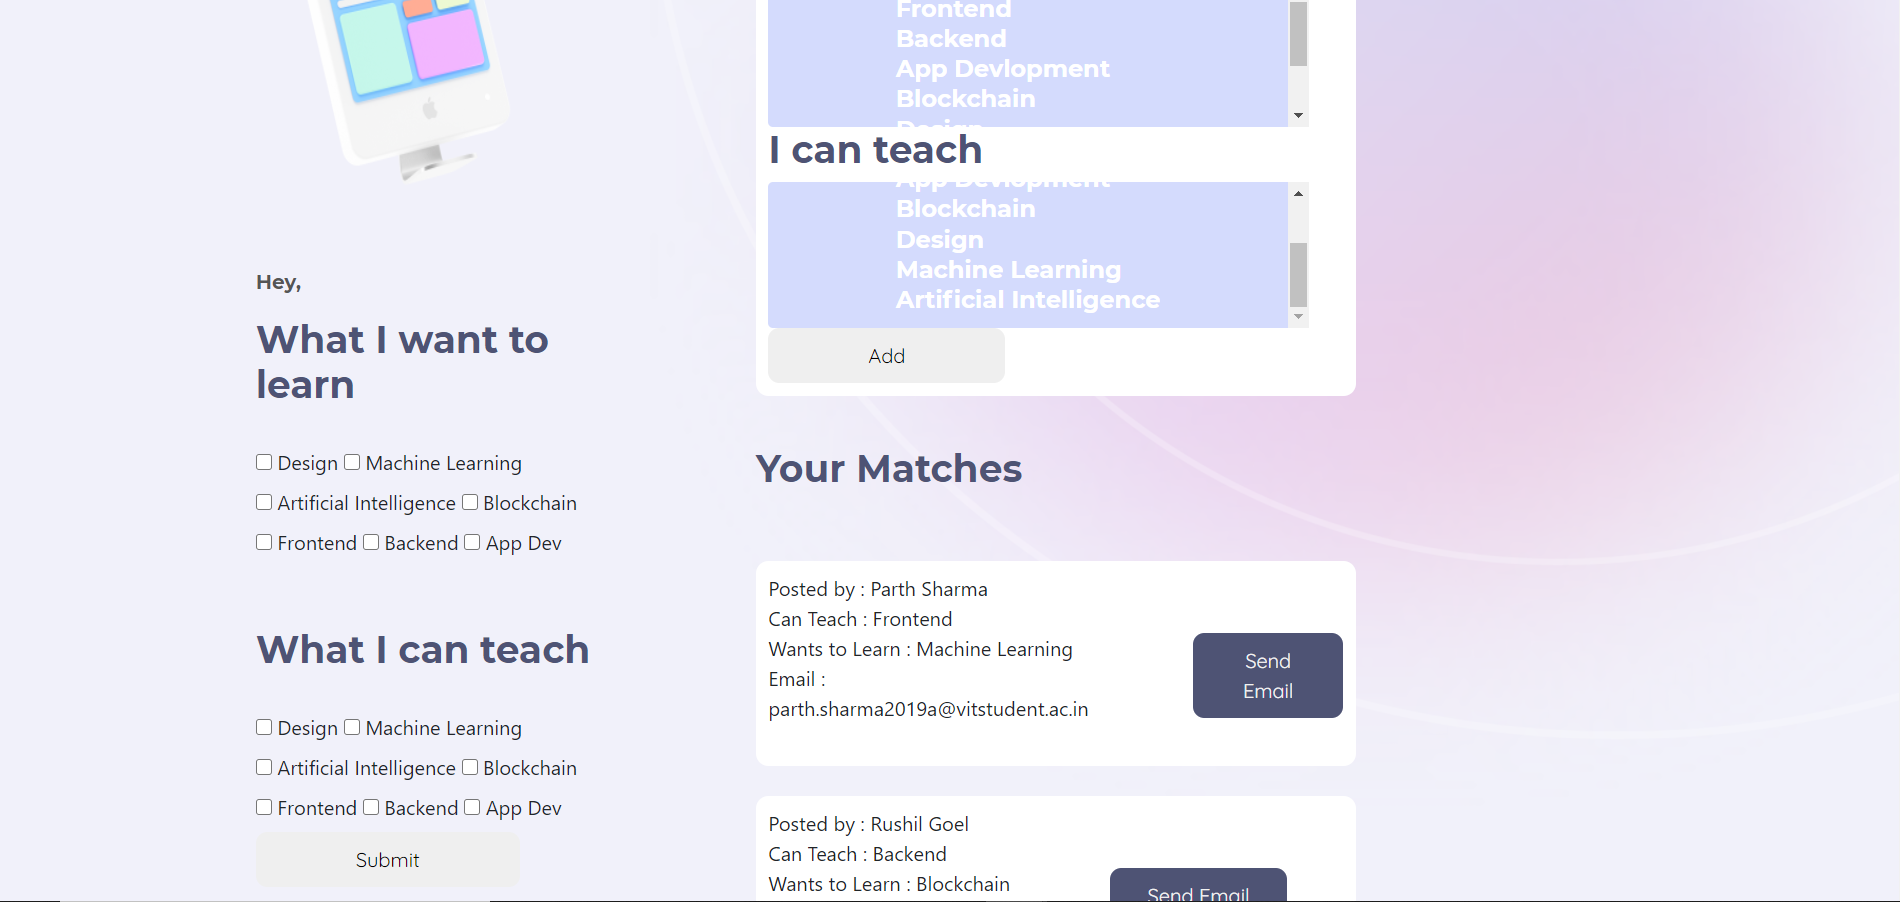 Hey,
What I want to
learn
Design Machine Learning
Artificial Intelligence Blockchain
Frontend Backend App Dev
What I can teach
Design Machine Learning
Artificial Intelligence Blockchain
Frontend Backend App Dev
Submit
Frontend
Backend
App Devlopment
Blockchain
Design
I can teach
App Devlopment
Blockchain
Design
Machine Learning
Artificial Intelligence
Add
Your Matches
Posted by : Parth Sharma
Can Teach : Frontend
Wants to Learn : Machine Learning
Email :
parth.sharma2019a@vitstudent.ac.in
Send
Email
Posted by : Rushil Goel
Can Teach : Backend
Wants to Learn : Blockchain
Send Email